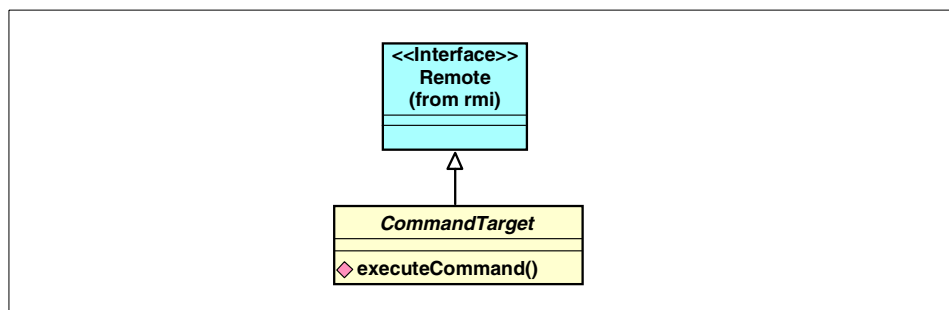 <<Interface>>
Remote
(from rmi)
CommandTarget
executeCommand()